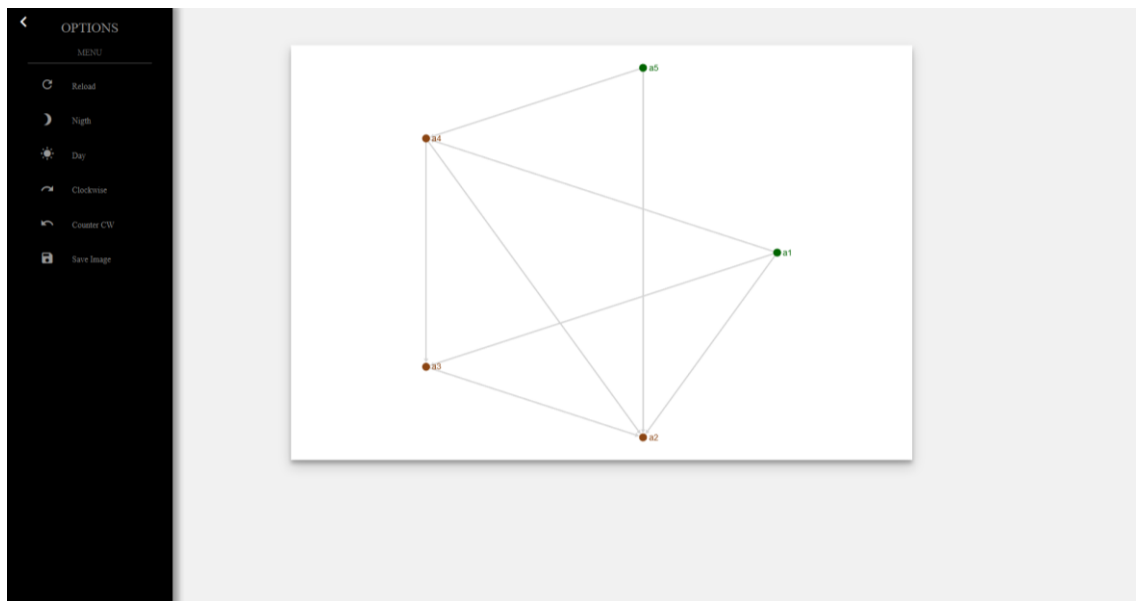 OPTIONS
MENU
Reload
Nigth
Day
Clockwise
Counter CW
Save Image
a5
a4
a1
a3
a2